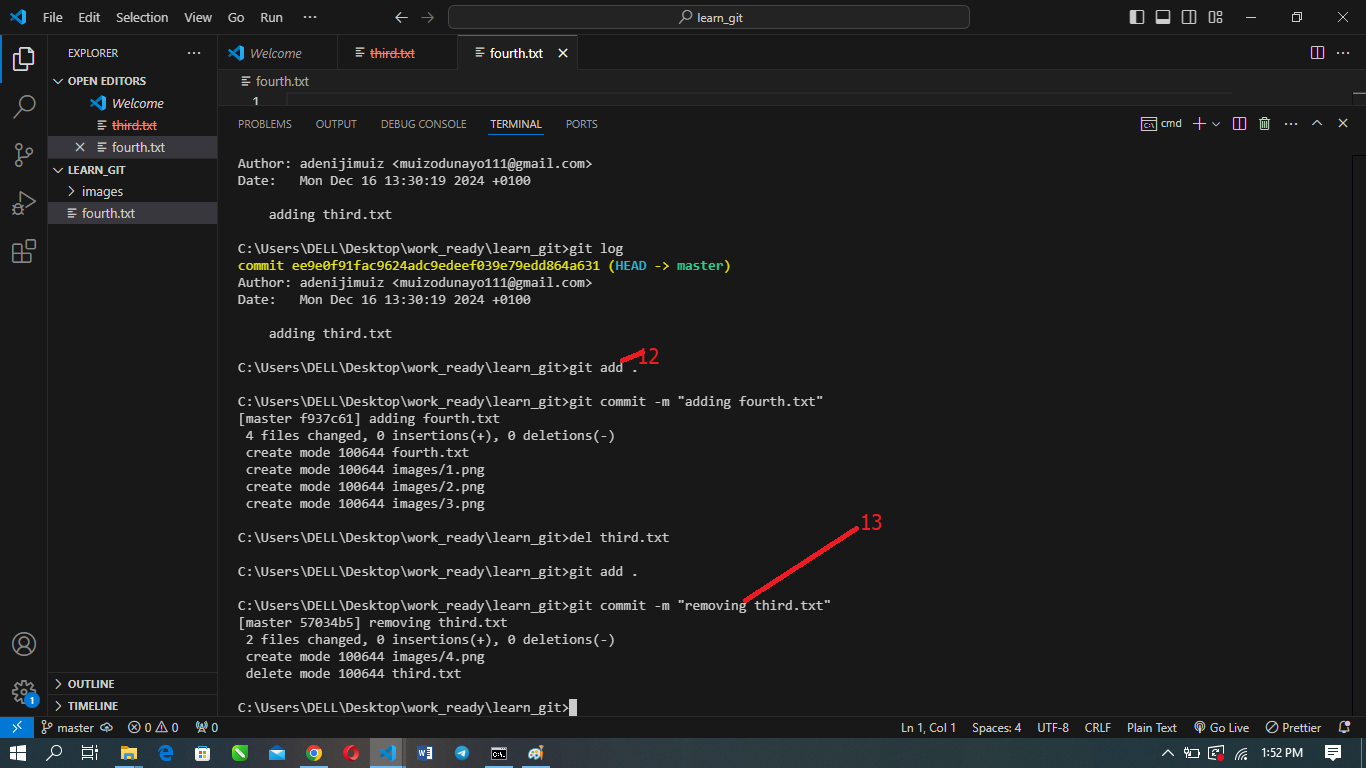 File Edit Selection View Go Run ··· learn_git
EXPLORER ···
OPEN EDITORS
Welcome
third.txt
fourth.txt
LEARN_GIT
images
fourth.txt
OUTLINE
TIMELINE
Welcome third.txt fourth.txt
fourth.txt
1
PROBLEMS OUTPUT DEBUG CONSOLE TERMINAL PORTS cmd
Author: adenijimuiz <muizodunayo111@gmail.com>
Date:   Mon Dec 16 13:30:19 2024 +0100
    adding third.txt
C:\Users\DELL\Desktop\work_ready\learn_git>git log
commit ee9e0f91fac9624adc9edeef039e79edd864a631 (HEAD -> master)
Author: adenijimuiz <muizodunayo111@gmail.com>
Date:   Mon Dec 16 13:30:19 2024 +0100
    adding third.txt
12
C:\Users\DELL\Desktop\work_ready\learn_git>git add .
C:\Users\DELL\Desktop\work_ready\learn_git>git commit -m "adding fourth.txt"
[master f937c61] adding fourth.txt
 4 files changed, 0 insertions(+), 0 deletions(-)
 create mode 100644 fourth.txt
 create mode 100644 images/1.png
 create mode 100644 images/2.png
 create mode 100644 images/3.png
13
C:\Users\DELL\Desktop\work_ready\learn_git>del third.txt
C:\Users\DELL\Desktop\work_ready\learn_git>git add .
C:\Users\DELL\Desktop\work_ready\learn_git>git commit -m "removing third.txt"
[master 57034b5] removing third.txt
 2 files changed, 0 insertions(+), 0 deletions(-)
 create mode 100644 images/4.png
 delete mode 100644 third.txt
C:\Users\DELL\Desktop\work_ready\learn_git>
1
master 0 0 0 Ln 1, Col 1 Spaces: 4 UTF-8 CRLF Plain Text Go Live Prettier
1:52 PM